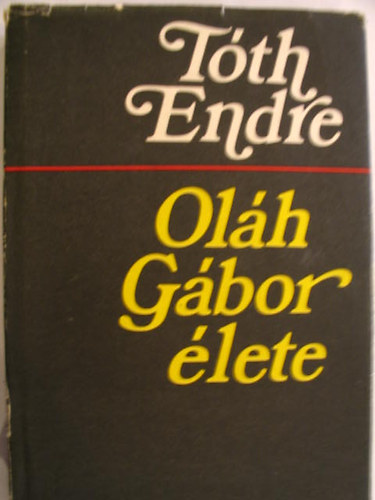 Tóth
Endre
Oláh
Gábor
élete